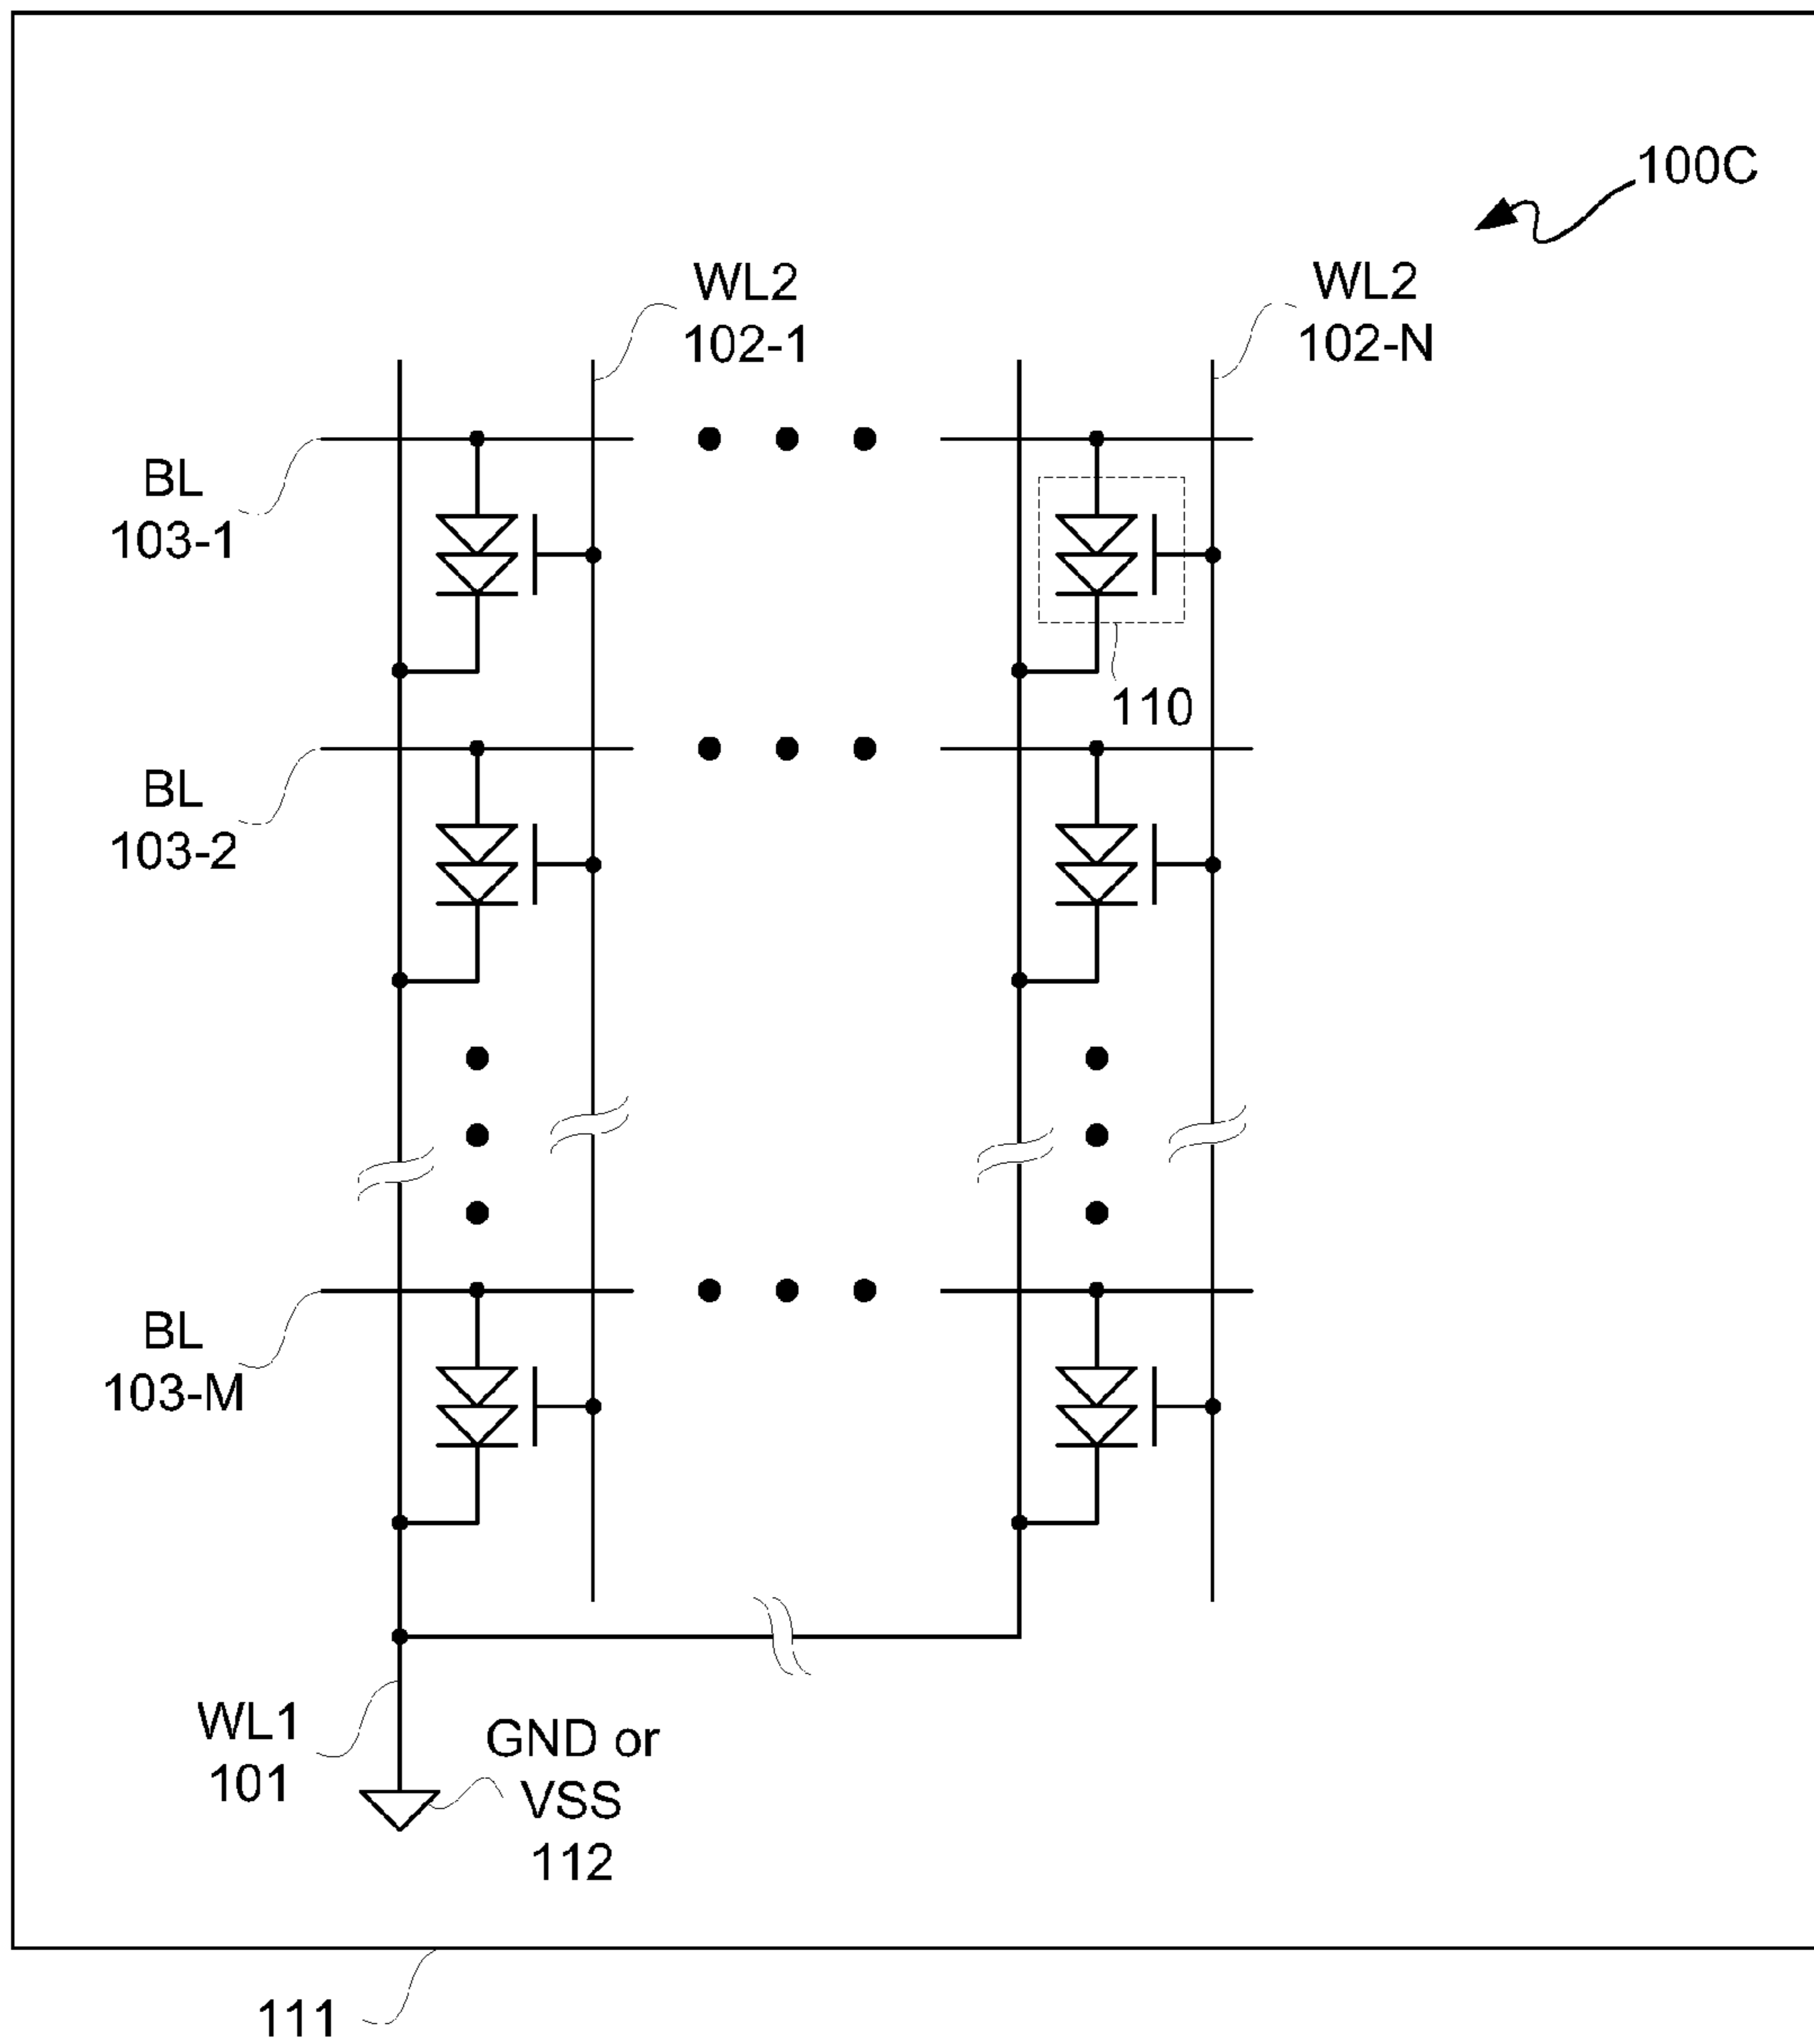 100C
WL2
102-1
WL2
102-N
BL
103-1
110
BL
103-2
BL
103-M
WL1
101
GND or
VSS
112
111